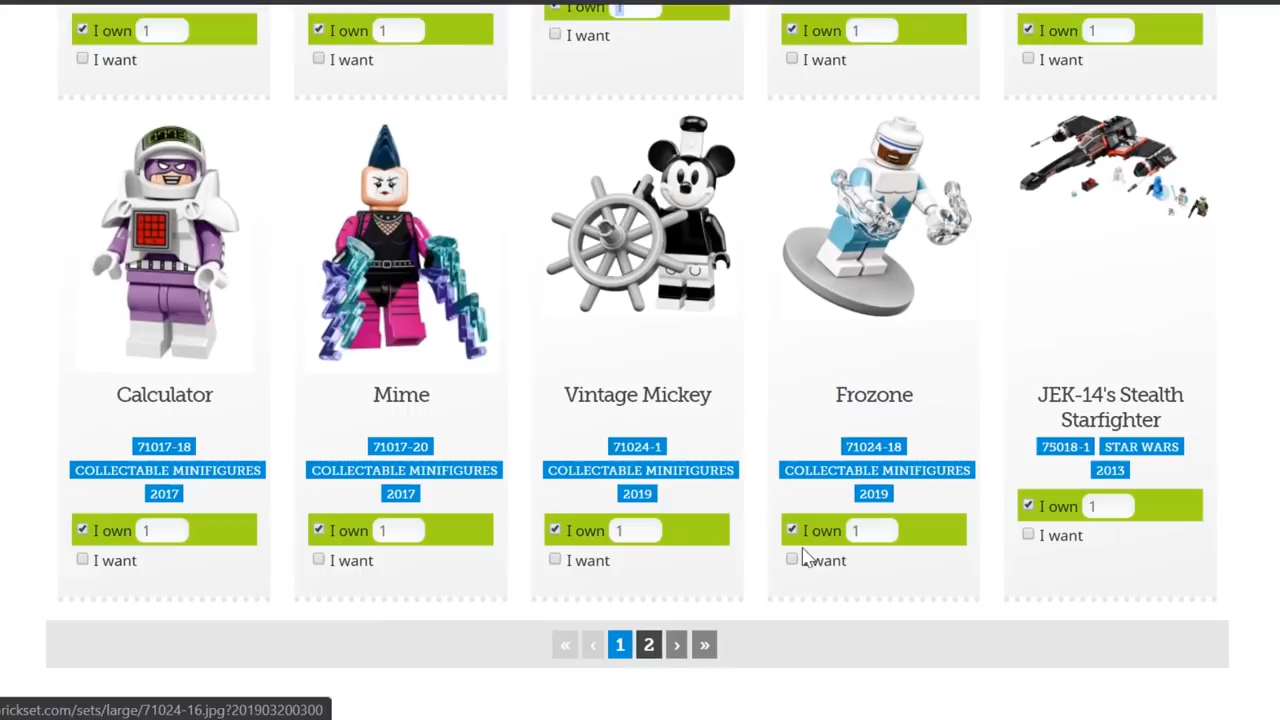 I own 1
I want
I own 1
I want
I own 1
I want
I own 1
I want
I own 1
I want
Calculator
71017-18
COLLECTABLE MINIFIGURES
2017
I own 1
I want
Mime
71017-20
COLLECTABLE MINIFIGURES
2017
I own 1
I want
Vintage Mickey
71024-1
COLLECTABLE MINIFIGURES
2019
I own 1
I want
Frozone
71024-18
COLLECTABLE MINIFIGURES
2019
I own 1
want
JEK-14's Stealth
Starfighter
75018-1 STAR WARS
2013
I own 1
I want
« ‹ 1 2 › »
rickset.com/sets/large/71024-16.jpg?201903200300